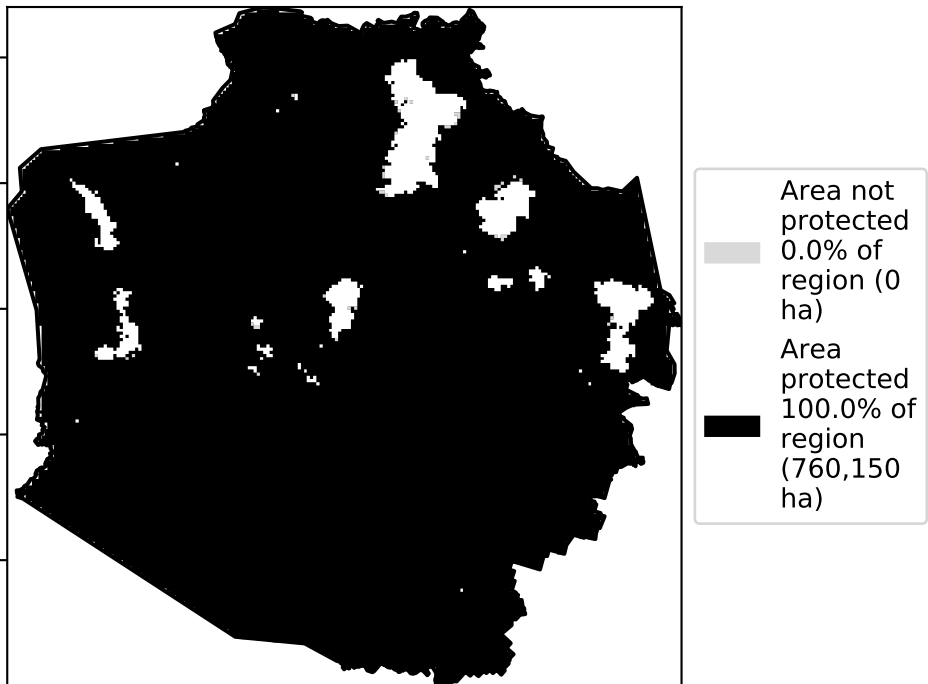 Area not
protected
0.0% of
region (0
ha)
Area
protected
100.0% of
region
(760,150
ha)